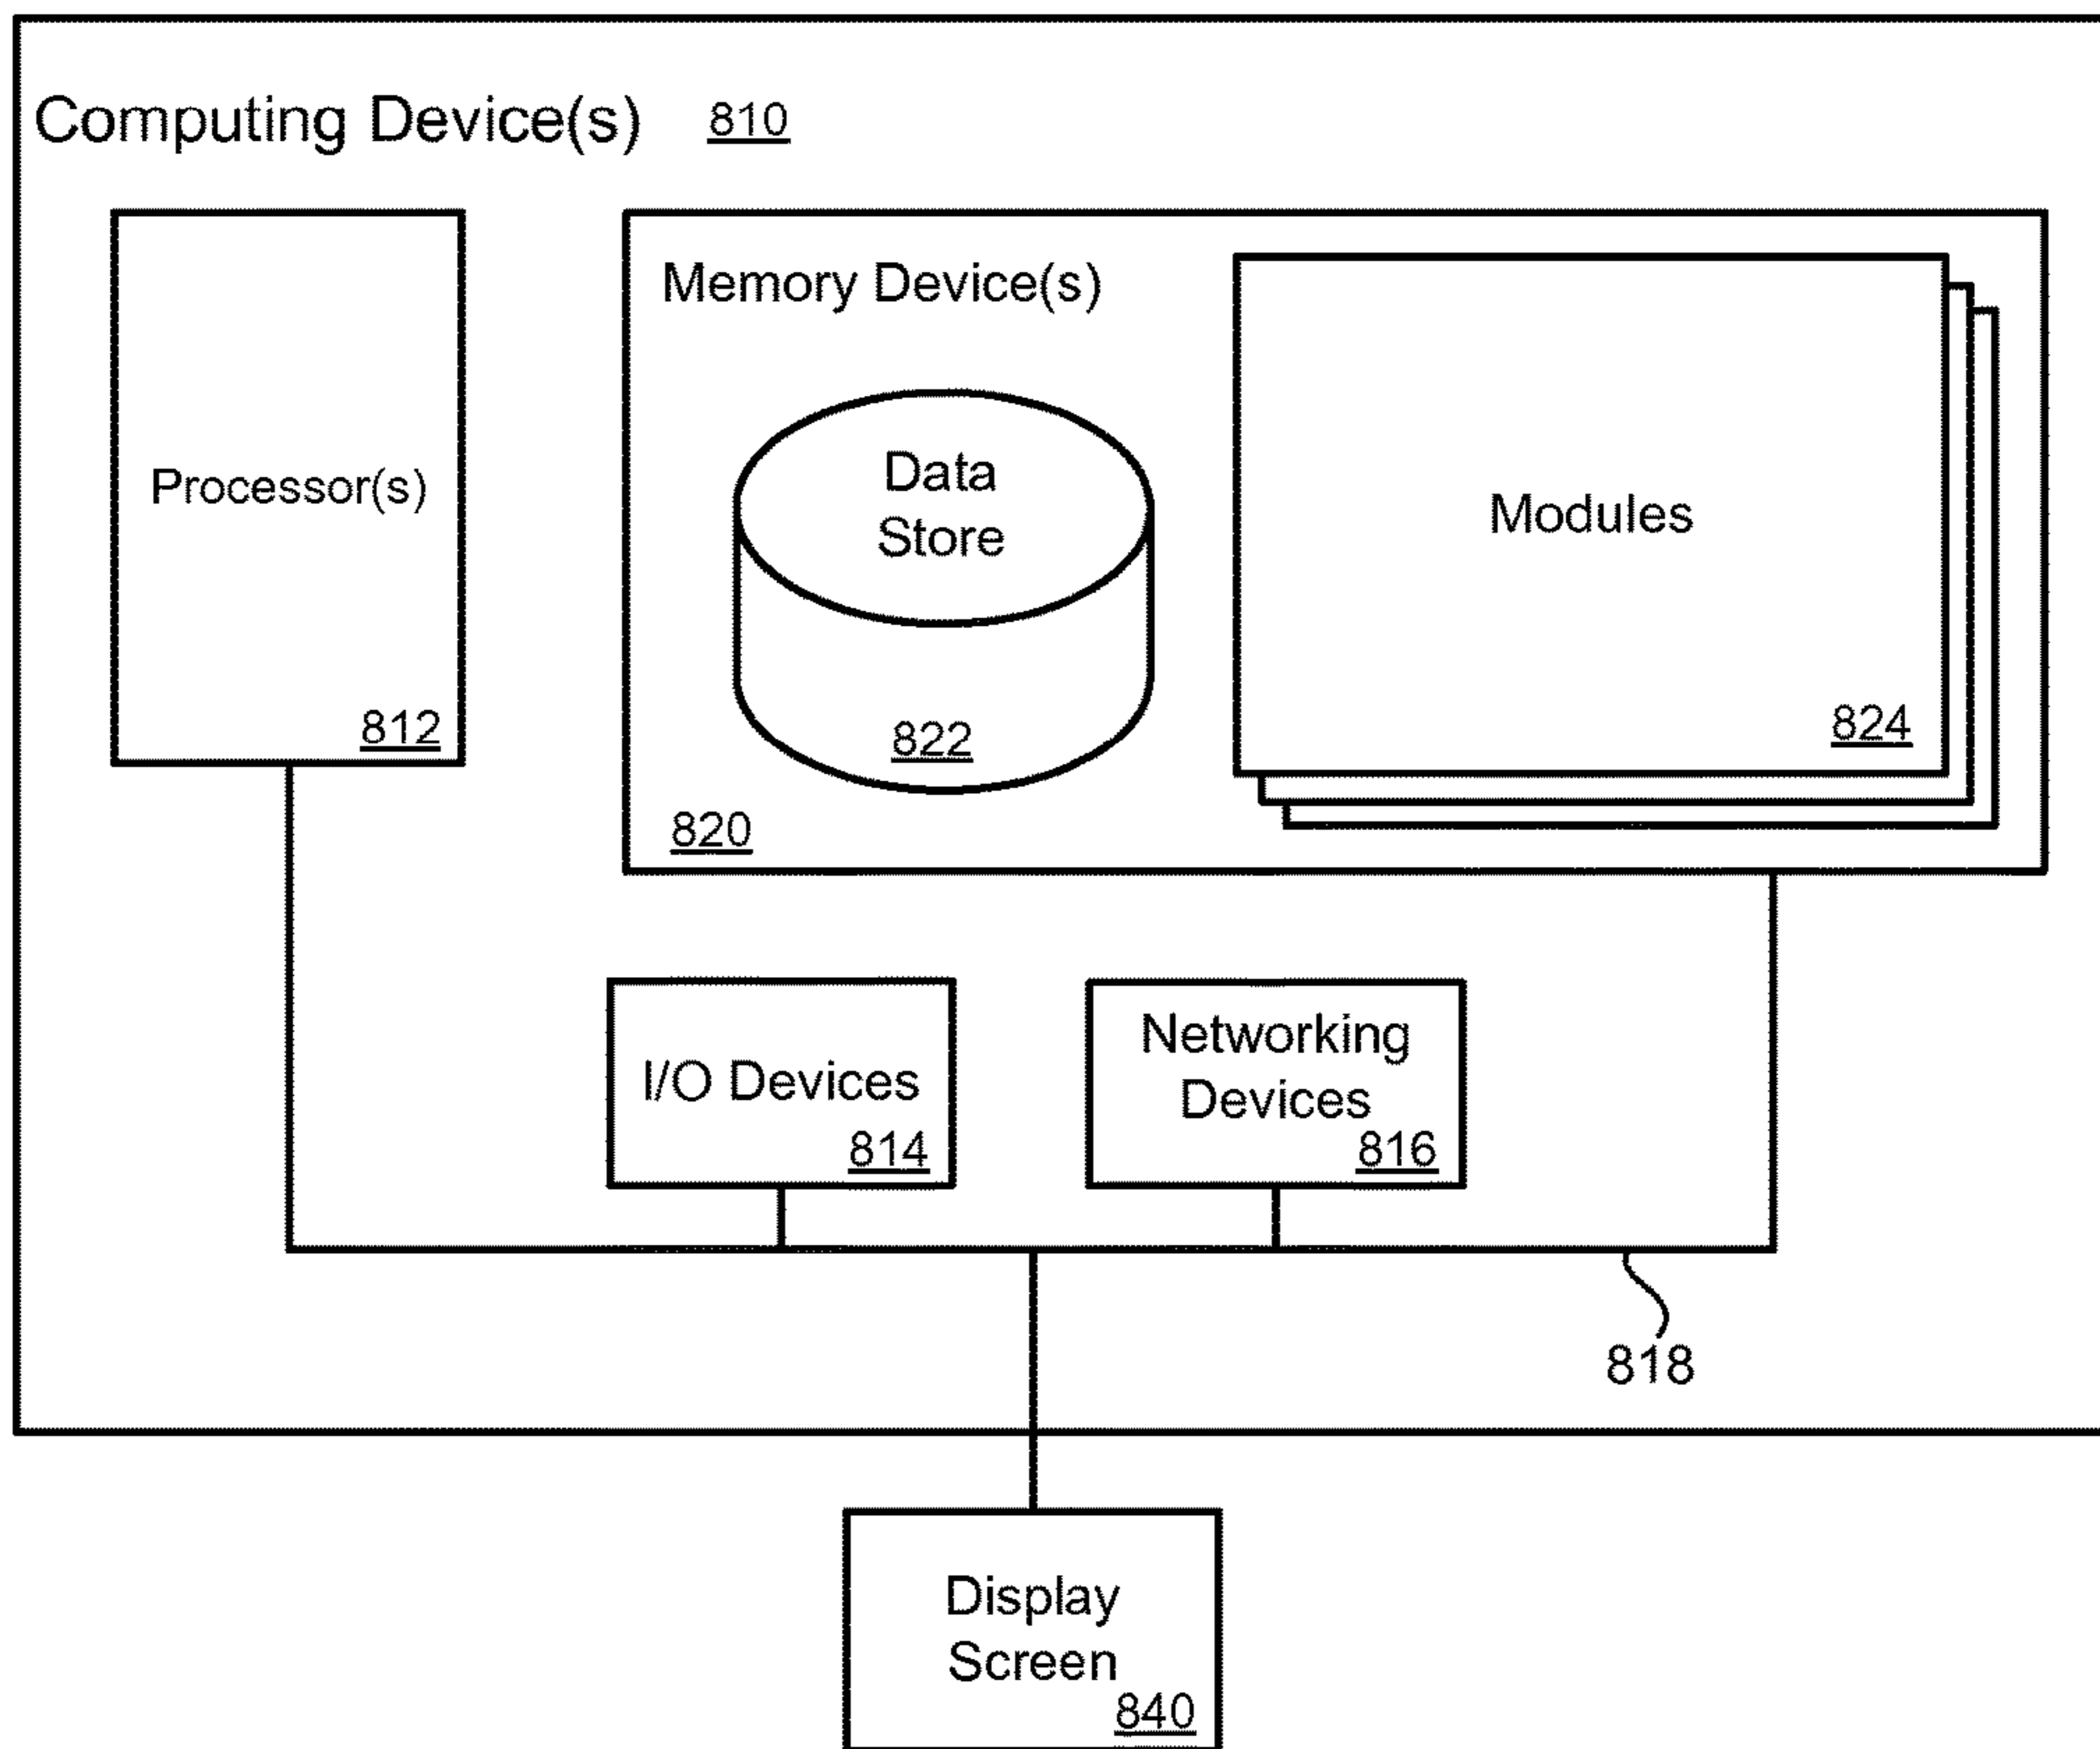 Computing Device(s) 810
Processor(s)
812
Memory Device(s)
Data
Store
822
820
Modules
824
I/O Devices
814
Networking
Devices
816
818
Display
Screen
840